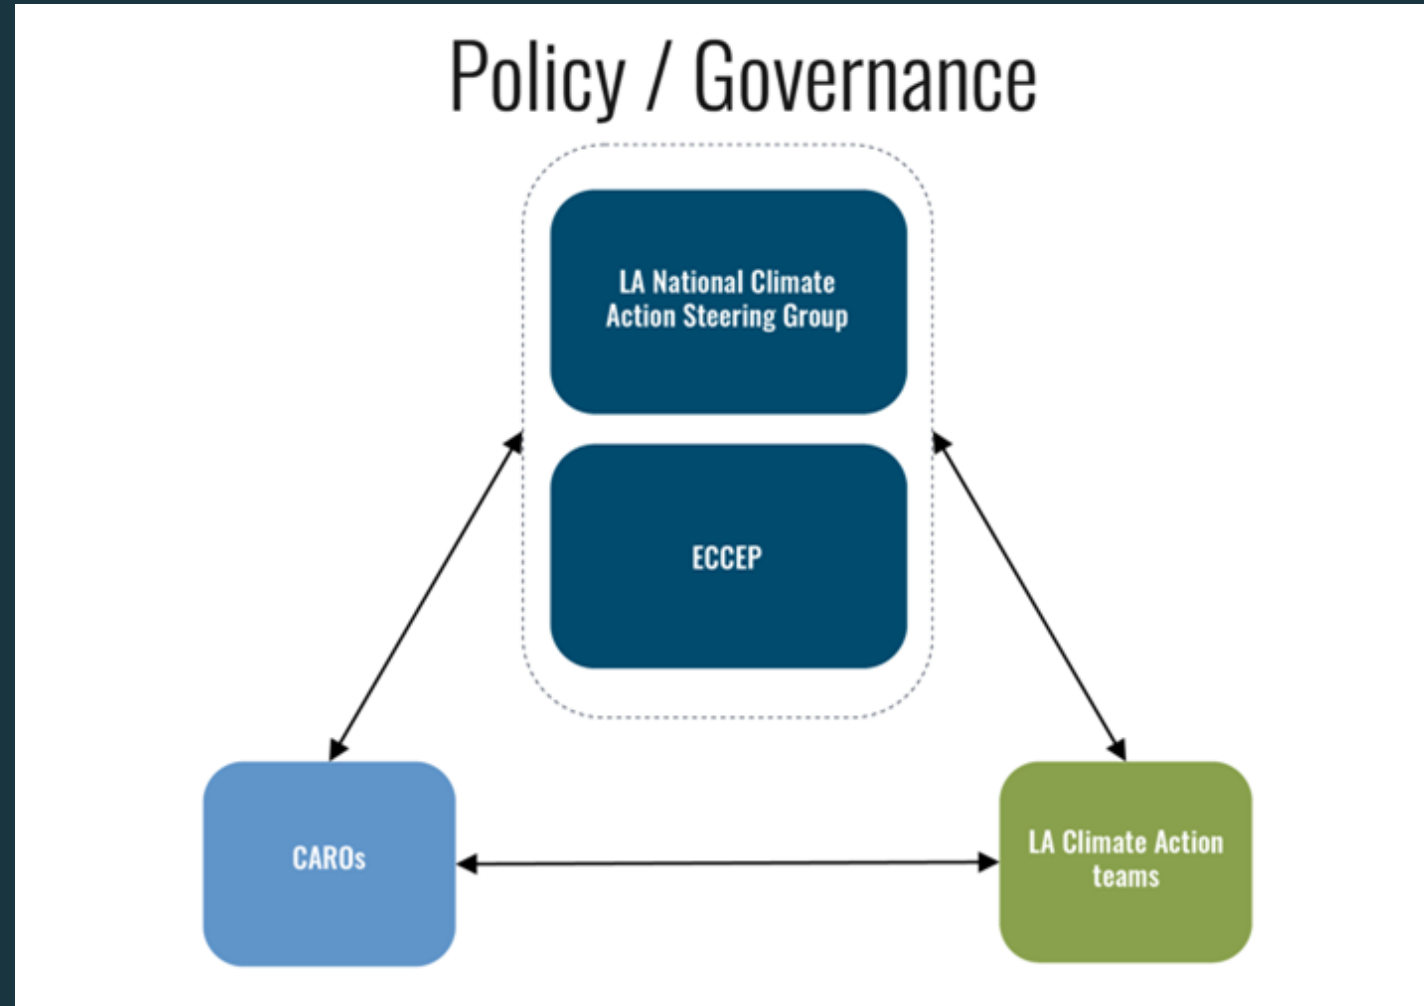 Policy / Governance
LA National Climate
Action Steering Group
ECCEP
CAROs
LA Climate Action
teams